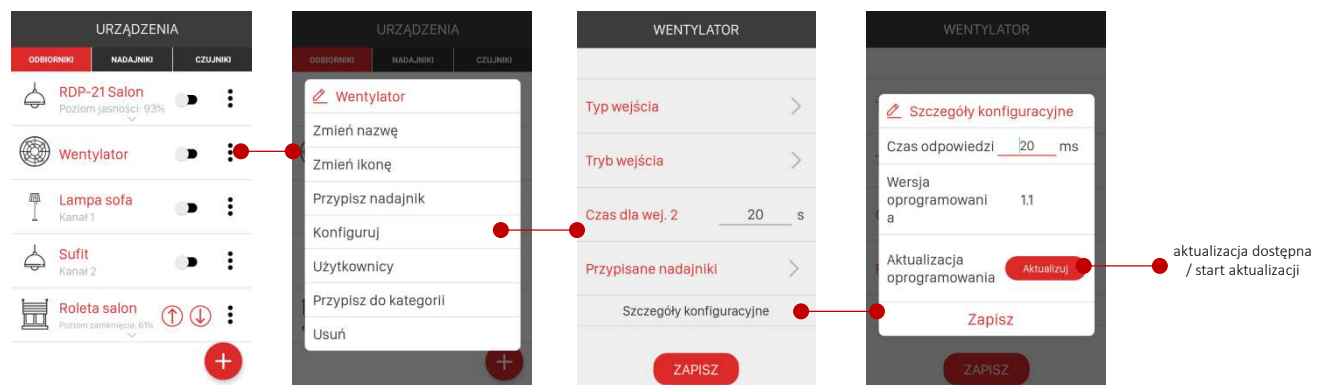 URZĄDZENIA
ODBIORNIKI NADAJNIKI CZUJNIKI
RDP-21 Salon
Poziom jasności: 93%
Wentylator
Lampa sofa
Kanał 1
Sufit
Kanał 2
Roleta salon
Poziom zamknięcia: 61%
+
URZĄDZENIA
ODBIORNIKI NADAJNIKI CZUJNIKI
Wentylator
Zmień nazwę
Zmień ikonę
Przypisz nadajnik
Konfiguruj
Użytkownicy
Przypisz do kategorii
Usuń
+
WENTYLATOR
Typ wejścia
Tryb wejścia
Czas dla wej. 2 20 s
Przypisane nadajniki
Szczegóły konfiguracyjne
ZAPISZ
WENTYLATOR
Szczegóły konfiguracyjne
Czas odpowiedzi 20 ms
Wersja
oprogramowani
a
1.1
Aktualizacja
oprogramowania
Aktualizuj
Zapisz
ZAPISZ
aktualizacja dostępna
/ start aktualizacji